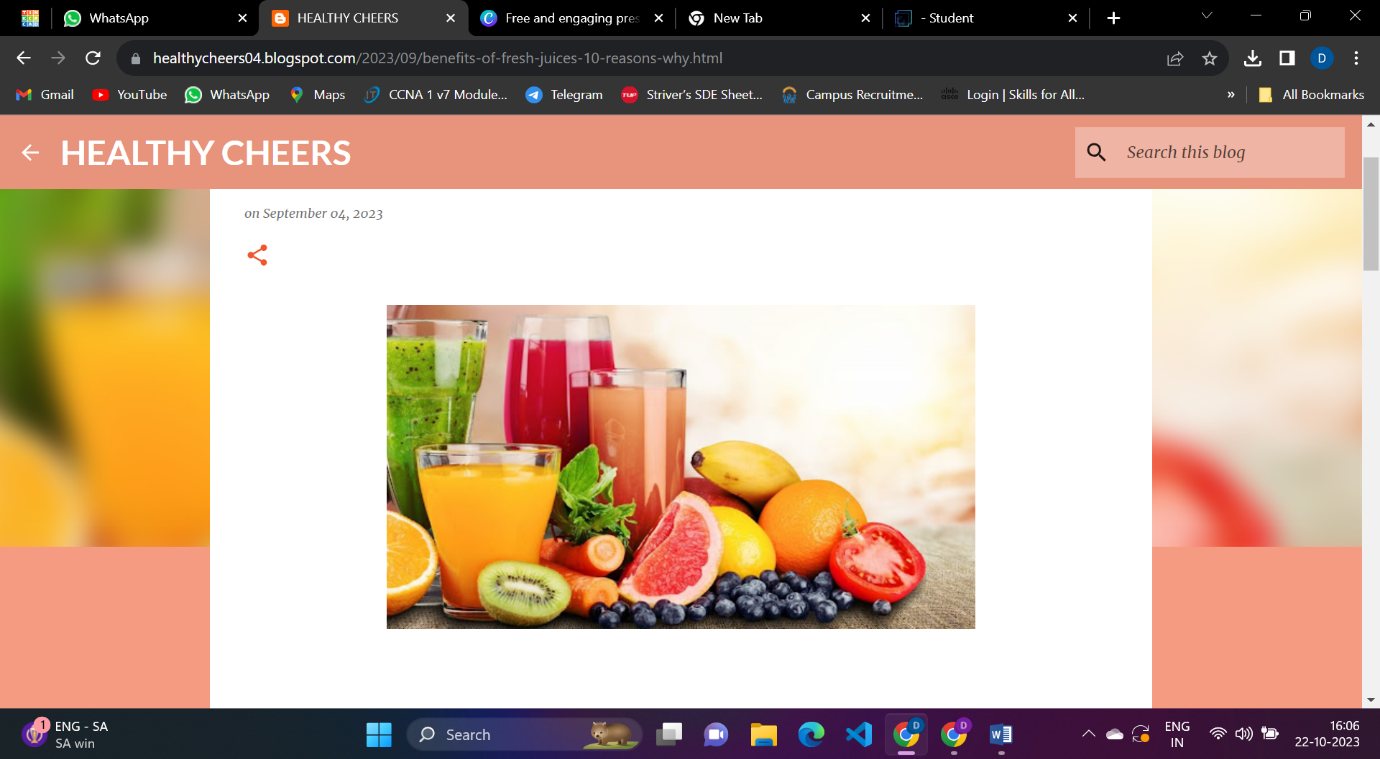 WhatsApp
HEALTHY CHEERS
Free and engaging pres
New Tab
- Student
healthycheers04.blogspot.com/2023/09/benefits-of-fresh-juices-10-reasons-why.html
D
Gmail
YouTube
WhatsApp
Maps
CCNA 1 v7 Module...
Telegram
Striver's SDE Sheet...
Campus Recruitme...
Login | Skills for All...
»
All Bookmarks
HEALTHY CHEERS
Search this blog
on September 04, 2023
1
ENG - SA
SA win
Search
D
D
ENG
IN
16:06
22-10-2023